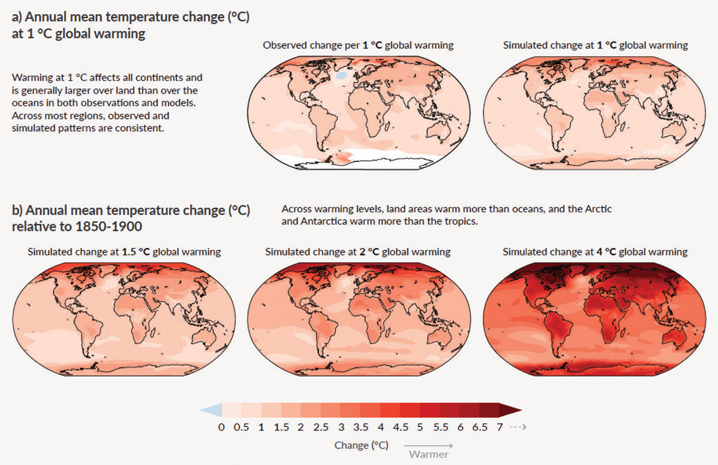 a) Annual mean temperature change (°C)
at 1 °C global warming
Observed change per 1 °C global warming
Simulated change at 1 °C global warming
Warming at 1 °C affects all continents and
is generally larger over land than over the
oceans in both observations and models.
Across most regions, observed and
simulated patterns are consistent.
b) Annual mean temperature change (°C)
relative to 1850-1900
Across warming levels, land areas warm more than oceans, and the Arctic
and Antarctica warm more than the tropics.
Simulated change at 1.5 °C global warming
Simulated change at 2 °C global warming
Simulated change at 4 °C global warming
0 0.5 1 1.5 2 2.5 3 3.5 4 4.5 5 5.5 6 6.5 7
Change (°C)
Warmer